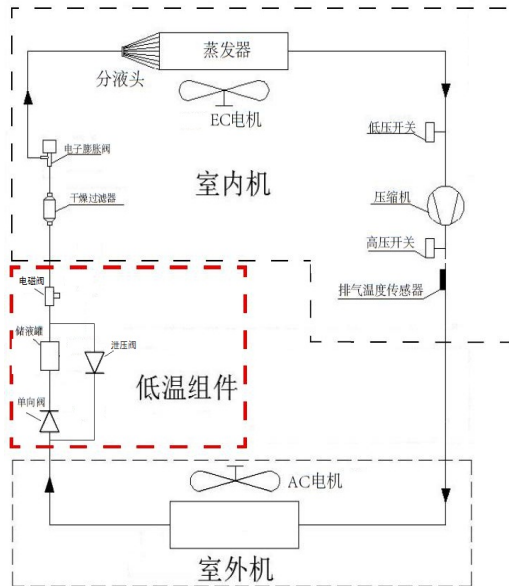 蒸发器
分液头
EC电机
低压开关
电子膨胀阀
室内机
干燥过滤器
压缩机
高压开关
电磁阀
排气温度传感器
储液罐
泄压阀
低温组件
单向阀
AC电机
室外机